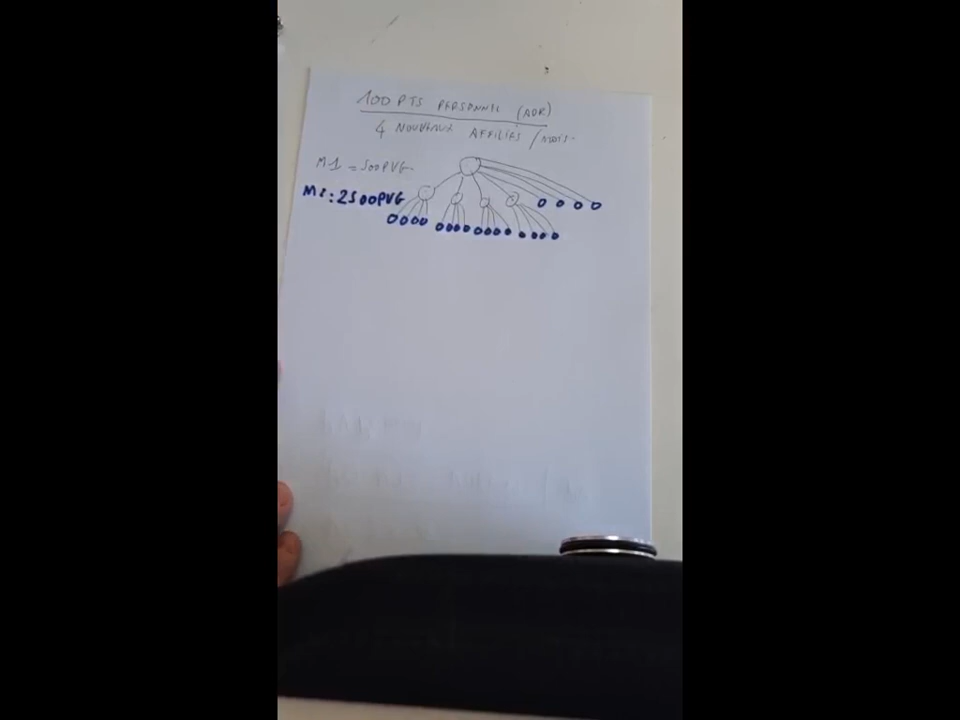 100 PTS PERSONNEL (ADR)
4 NOUVEAUX AFFILIÉS / MOIS.
M1 = 500PVG.
M2: 2500PVG